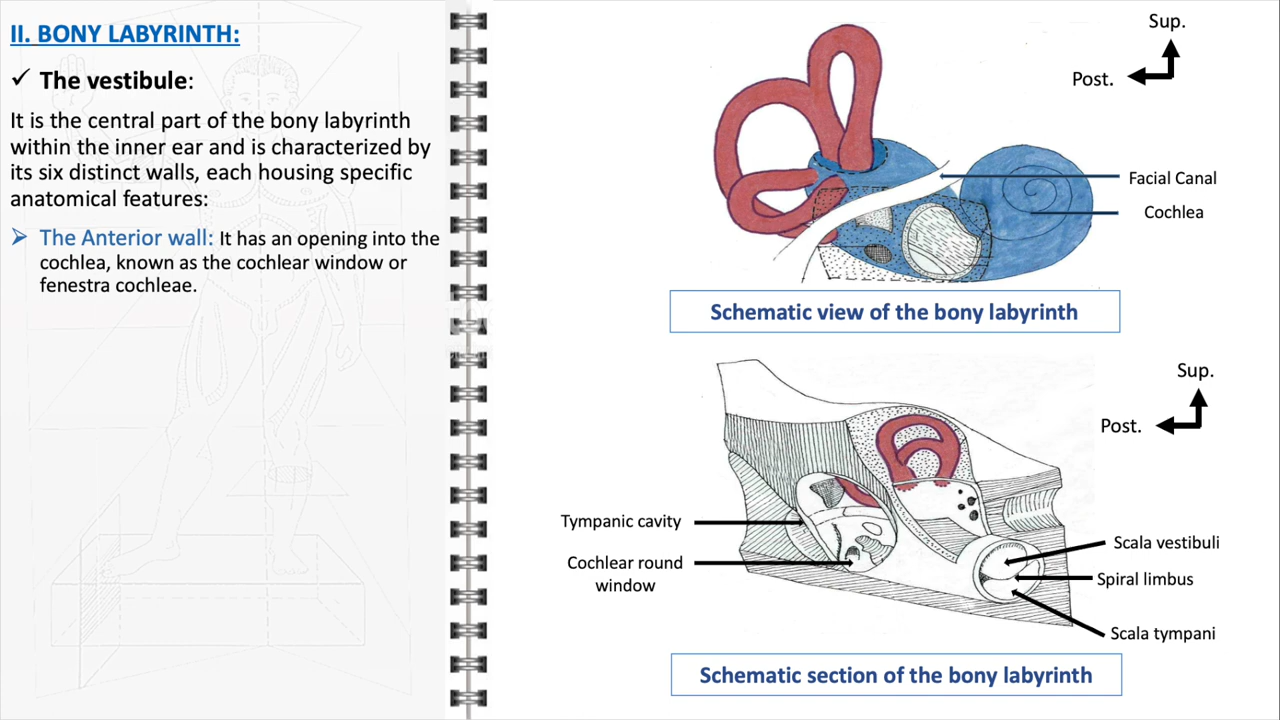 II. BONY LABYRINTH:
✓ The vestibule:
It is the central part of the bony labyrinth
within the inner ear and is characterized by
its six distinct walls, each housing specific
anatomical features:
➢ The Anterior wall: It has an opening into the
cochlea, known as the cochlear window or
fenestra cochleae.
Sup.
Post.
Facial Canal
Cochlea
Schematic view of the bony labyrinth
Sup.
Post.
Tympanic cavity
Cochlear round
window
Scala vestibuli
Spiral limbus
Scala tympani
Schematic section of the bony labyrinth